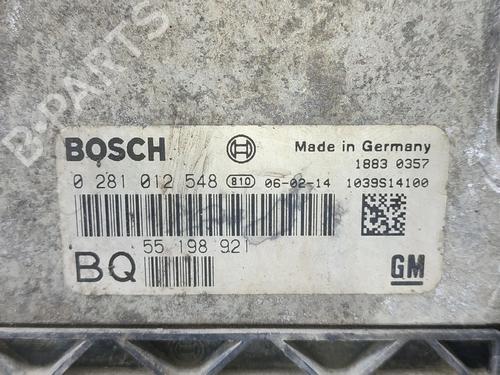 B-PARTS
BOSCH Made in Germany
1883 0357
0 281 012 548 810 06-02-14 1039S14100
55 198 921
BQ GM